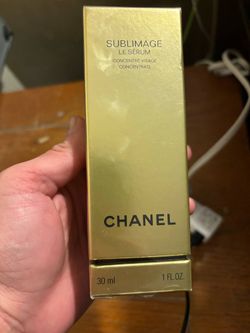 SUBLIMAGE
LE SÉRUM
CONCENTRÉ VISAGE
CONCENTRATE
CHANEL
30 ml 1 FL. OZ.